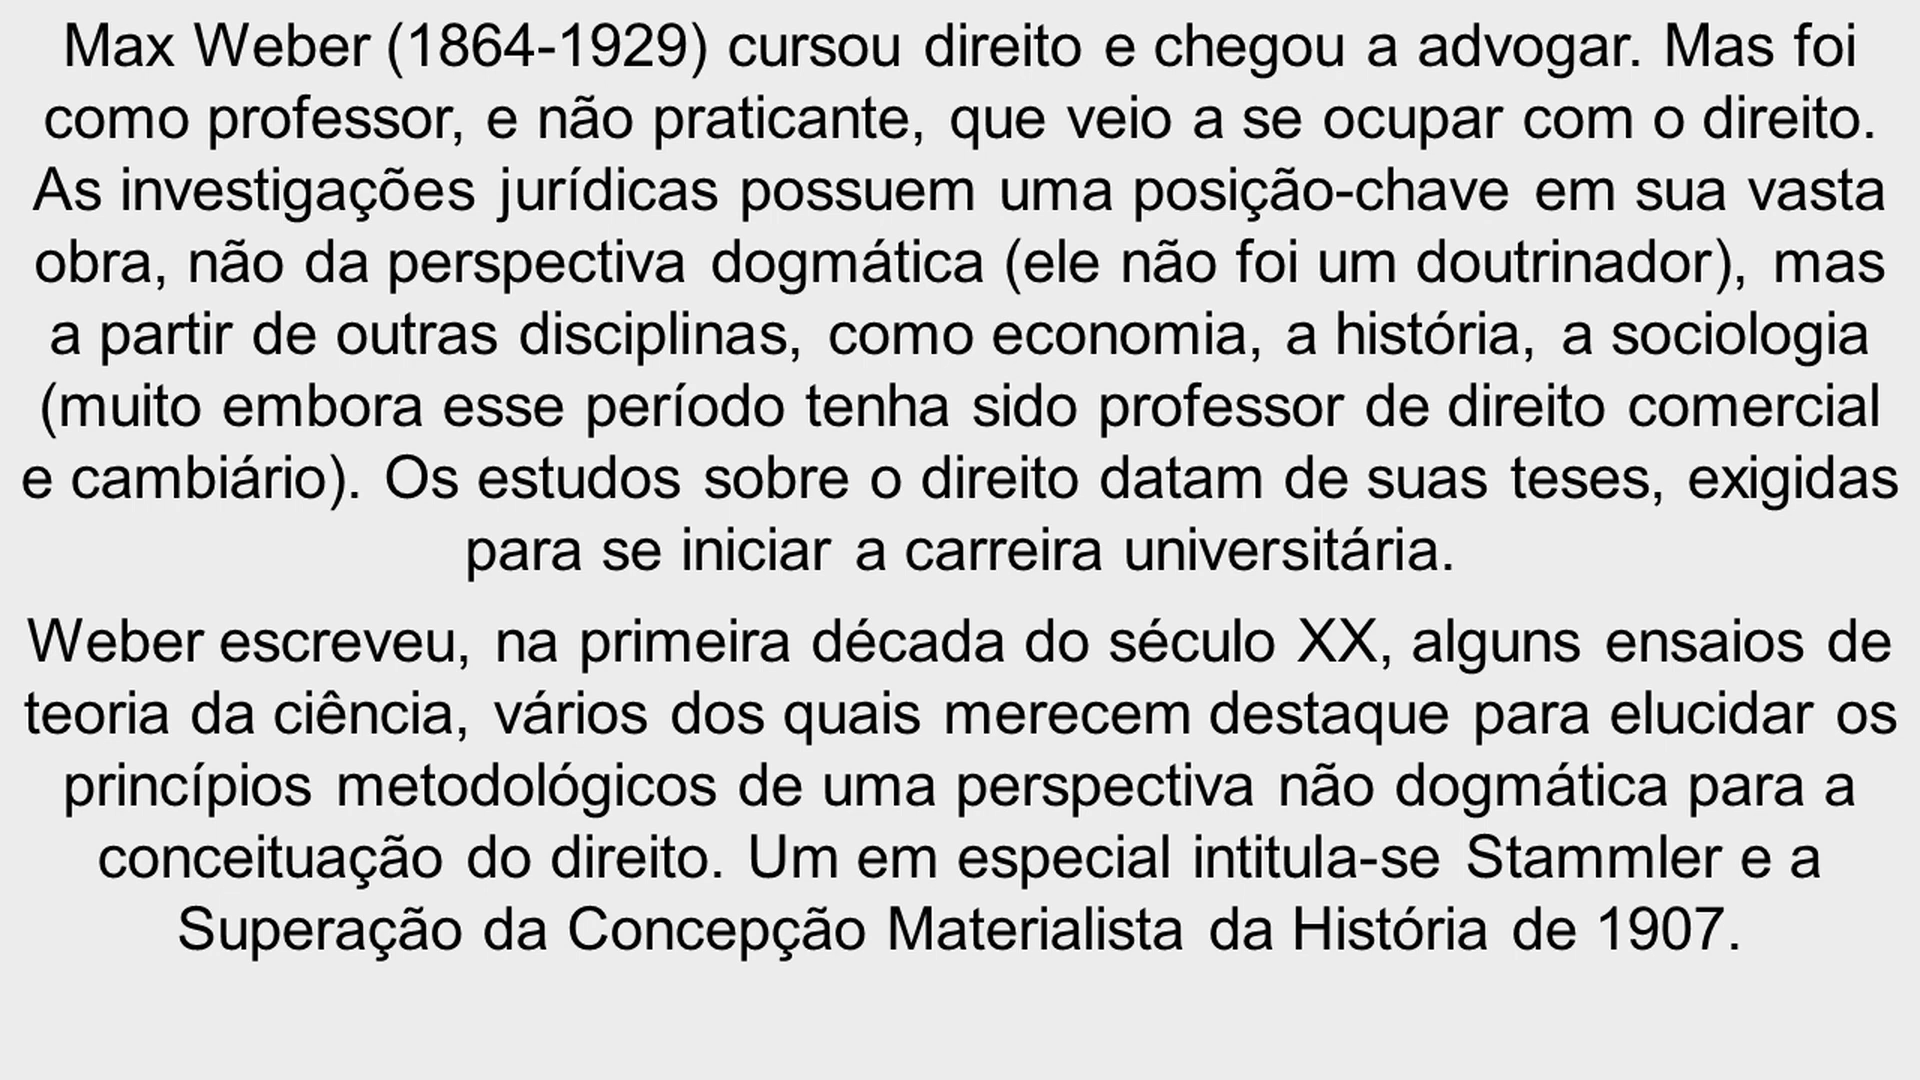 Max Weber (1864-1929) cursou direito e chegou a advogar. Mas foi
como professor, e não praticante, que veio a se ocupar com o direito.
As investigações jurídicas possuem uma posição-chave em sua vasta
obra, não da perspectiva dogmática (ele não foi um doutrinador), mas
a partir de outras disciplinas, como economia, a história, a sociologia
(muito embora esse período tenha sido professor de direito comercial
e cambiário). Os estudos sobre o direito datam de suas teses, exigidas
para se iniciar a carreira universitária.
Weber escreveu, na primeira década do século XX, alguns ensaios de
teoria da ciência, vários dos quais merecem destaque para elucidar os
princípios metodológicos de uma perspectiva não dogmática para a
conceituação do direito. Um em especial intitula-se Stammler e a
Superação da Concepção Materialista da História de 1907.